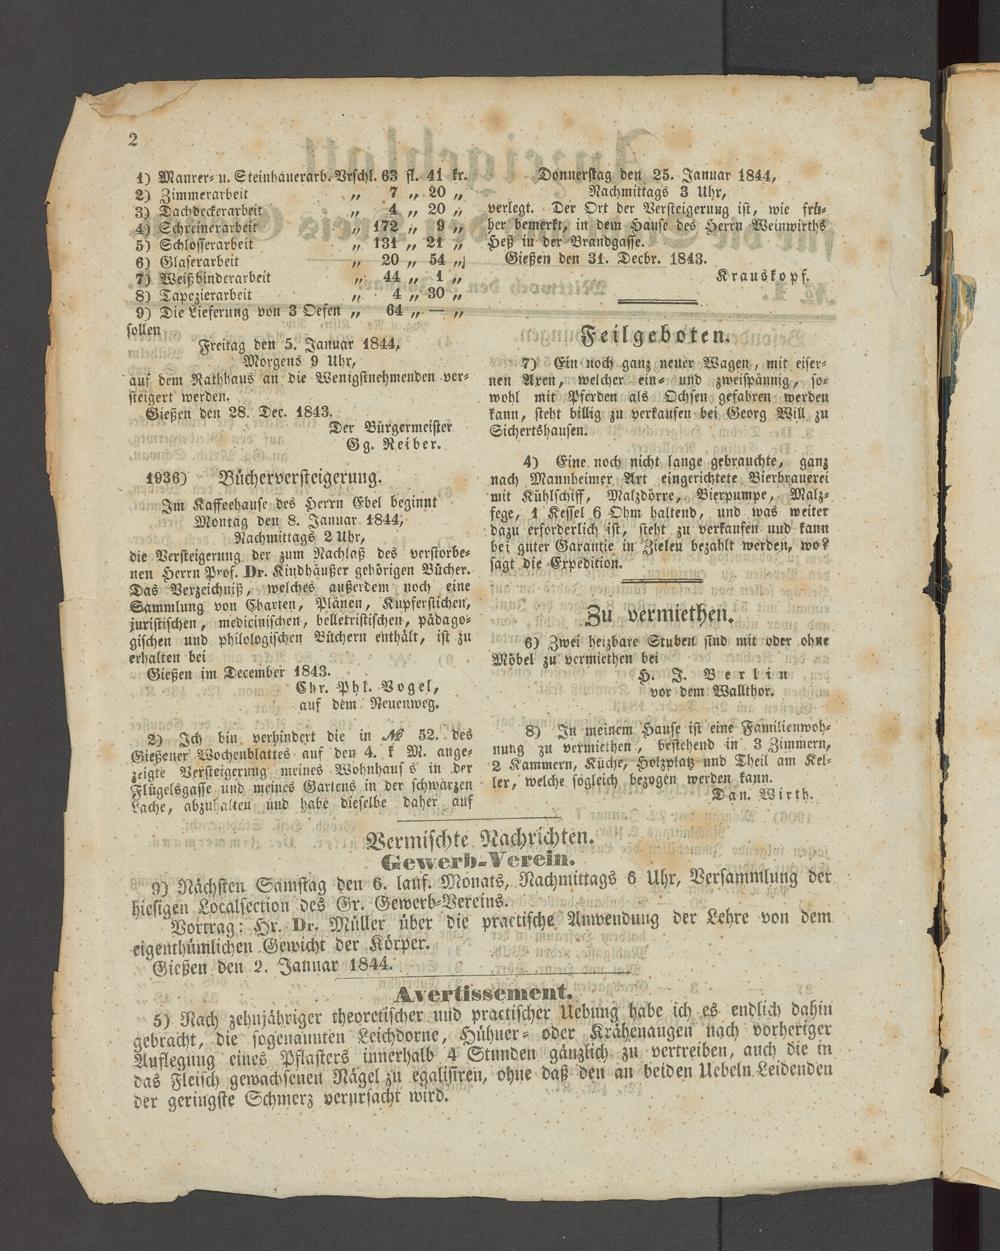 2
1) Maurer- u. Steinhauerarb. Vrschl. 63 fl. 41 kr.
2) Zimmerarbeit „ 7 „ 20 „
3) Dachdeckerarbeit „ 4 „ 20 „
4) Schreinerarbeit „ 172 „ 9 „
5) Schlosserarbeit „ 131 „ 21 „
6) Glaserarbeit „ 20 „ 54 „
7) Weißbinderarbeit „ 44 „ 1 „
8) Tapezierarbeit „ 4 „ 30 „
9) Die Lieferung von 3 Oefen „ 64 „ — „
sollen
Freitag den 5. Januar 1844,
Morgens 9 Uhr,
auf dem Rathhaus an die Wenigstnehmenden ver-
steigert werden.
Gießen den 28. Dec. 1843.
Der Bürgermeister
Gg. Reiber.
1936) Bücherversteigerung.
Im Kaffeehause des Herrn Ebel beginnt
Montag den 8. Januar 1844,
Nachmittags 2 Uhr,
die Versteigerung der zum Nachlaß des verstorbe-
nen Herrn Prof. Dr. Kindhäußer gehörigen Bücher.
Das Verzeichniß, welches außerdem noch eine
Sammlung von Charten, Plänen, Kupferstichen,
juristischen, medicinischen, belletristischen, pädago-
gischen und philologischen Büchern enthält, ist zu
erhalten bei
Gießen im December 1843.
Chr. Phl. Vogel,
auf dem Neuenweg.
2) Ich bin verhindert die in № 52. des
Gießener Wochenblattes auf den 4. k M. ange-
zeigte Versteigerung meines Wohnhaus s in der
Flügelsgasse und meines Gartens in der schwarzen
Lache, abzuhalten und habe dieselbe daher auf
Donnerstag den 25. Januar 1844,
Nachmittags 3 Uhr,
verlegt. Der Ort der Versteigerung ist, wie frü-
her bemerkt, in dem Hause des Herrn Weinwirths
Heß in der Brandgasse.
Gießen den 31. Decbr. 1843.
Krauskopf.
Feilgeboten.
7) Ein noch ganz neuer Wagen, mit eiser-
nen Axen, welcher ein- und zweispännig, so-
wohl mit Pferden als Ochsen gefahren werden
kann, steht billig zu verkaufen bei Georg Will zu
Sichertshausen.
4) Eine noch nicht lange gebrauchte, ganz
nach Mannheimer Art eingerichtete Bierbrauerei
mit Kühlschiff, Malzdörre, Bierpumpe, Malz-
fege, 1 Kessel 6 Ohm haltend, und was weiter
dazu erforderlich ist, steht zu verkaufen und kann
bei guter Garantie in Zielen bezahlt werden, wo?
sagt die Expedition.
Zu vermiethen.
6) Zwei heizbare Stuben sind mit oder ohne
Möbel zu vermiethen bei
H. J. Berlin
vor dem Wallthor.
8) In meinem Hause ist eine Familienwoh-
nung zu vermiethen, bestehend in 3 Zimmern,
2 Kammern, Küche, Holzplatz und Theil am Kel-
ler, welche sogleich bezogen werden kann.
Dan. Wirth.
Vermischte Nachrichten.
Gewerb-Verein.
9) Nächsten Samstag den 6. lauf. Monats, Nachmittags 6 Uhr, Versammlung der
hiesigen Localsection des Gr. Gewerb-Vereins.
Vortrag: Hr. Dr. Müller über die practische Anwendung der Lehre von dem
eigenthümlichen Gewicht der Körper.
Gießen den 2. Januar 1844.
Avertissement.
5) Nach zehnjähriger theoretischer und practischer Uebung habe ich es endlich dahin
gebracht, die sogenannten Leichdorne, Hühner- oder Krähenaugen nach vorheriger
Auflegung eines Pflasters innerhalb 4 Stunden gänzlich zu vertreiben, auch die in
das Fleisch gewachsenen Nägel zu egalisiren, ohne daß den an beiden Uebeln Leidenden
der geringste Schmerz verursacht wird.